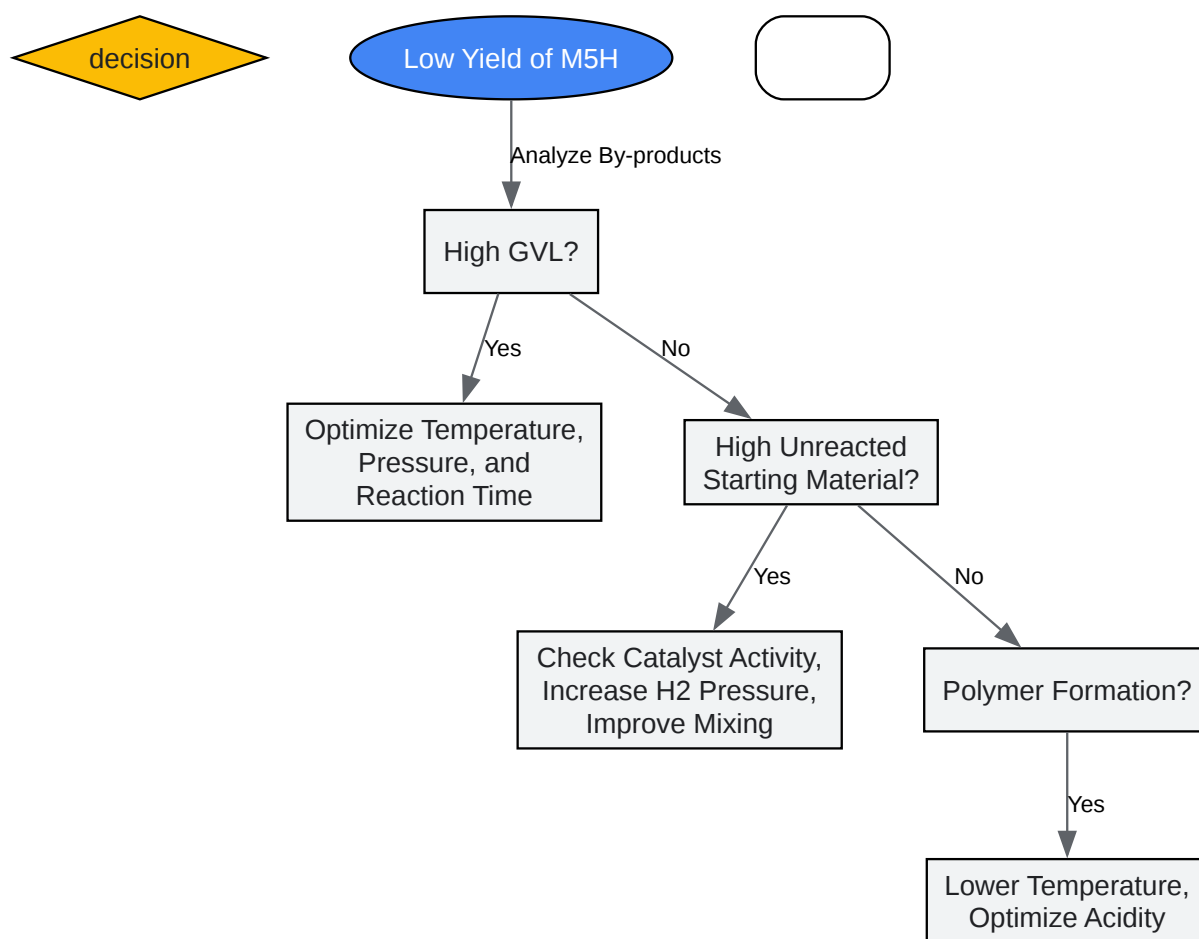 decision
Low Yield of M5H
Analyze By-products
High GVL?
Yes
No
Optimize Temperature,
Pressure, and
Reaction Time
High Unreacted
Starting Material?
Yes
No
Check Catalyst Activity,
Increase H2 Pressure,
Improve Mixing
Polymer Formation?
Yes
Lower Temperature,
Optimize Acidity